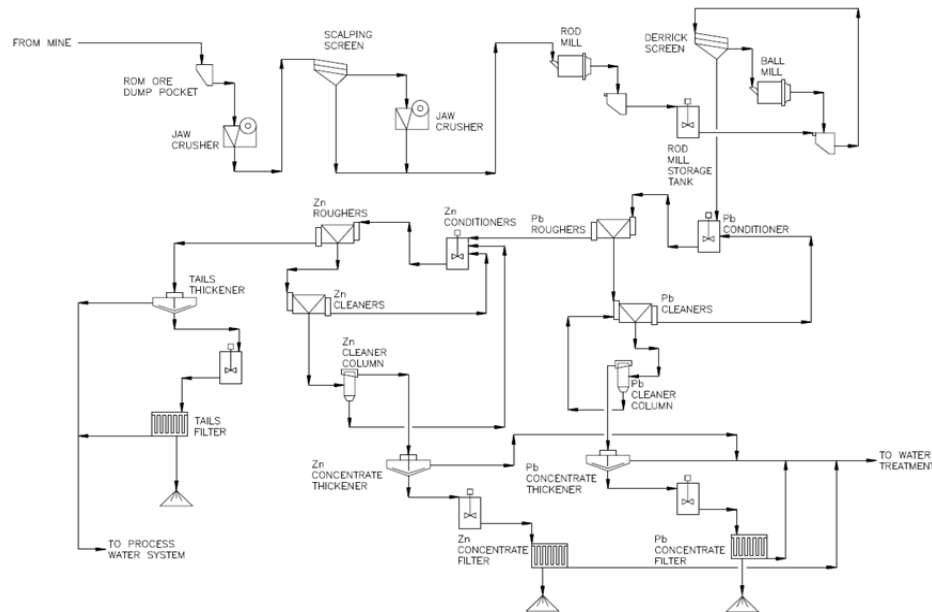 FROM MINE
ROM ORE
DUMP POCKET
JAW
CRUSHER
SCALPING
SCREEN
JAW
CRUSHER
ROD
MILL
ROD
MILL
STORAGE
TANK
DERRICK
SCREEN
BALL
MILL
Zn
ROUGHERS
Zn
CONDITIONERS
Pb
ROUGHERS
Pb
CONDITIONER
TAILS
THICKENER
Zn
CLEANERS
Pb
CLEANERS
Zn
CLEANER
COLUMN
Pb
CLEANER
COLUMN
TAILS
FILTER
Zn
CONCENTRATE
THICKENER
Pb
CONCENTRATE
THICKENER
TO WATER
TREATMENT
TO PROCESS
WATER SYSTEM
Zn
CONCENTRATE
FILTER
Pb
CONCENTRATE
FILTER